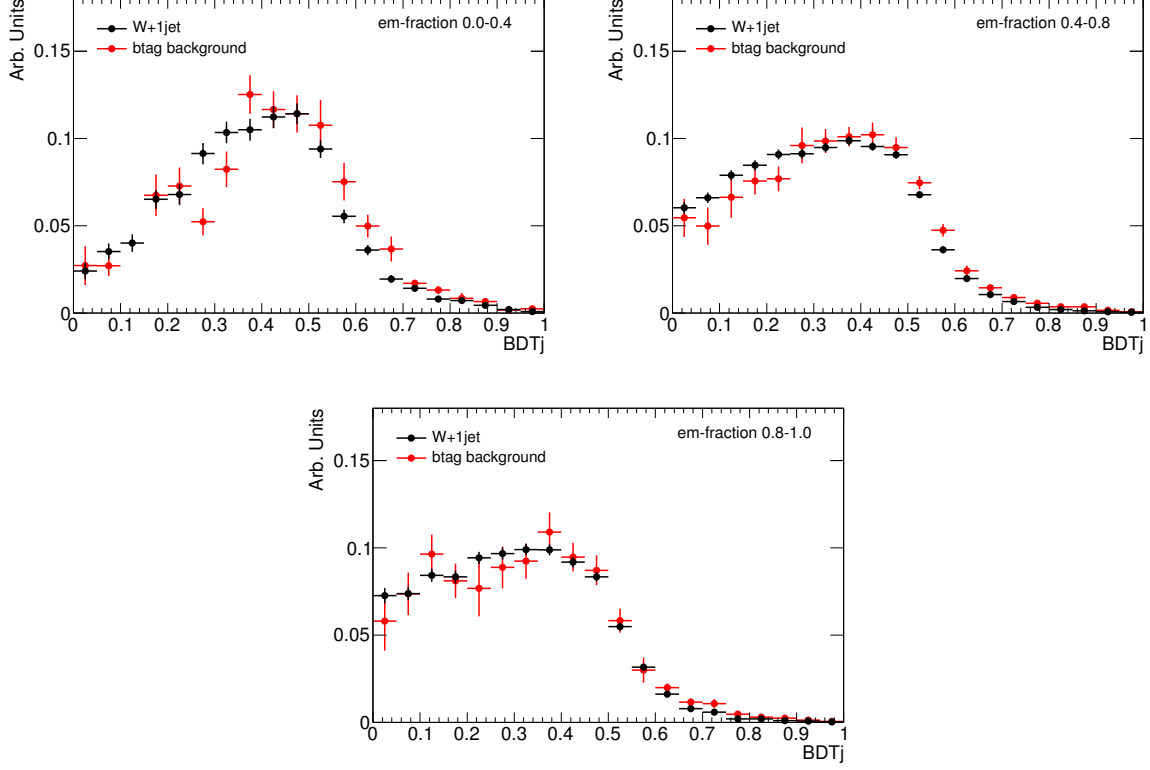 Arb. Units
0.15
0.1
0.05
0
W+1jet
btag background
em-fraction 0.0-0.4
0 0.1 0.2 0.3 0.4 0.5 0.6 0.7 0.8 0.9 1
BDTj
Arb. Units
0.15
0.1
0.05
0
W+1jet
btag background
em-fraction 0.4-0.8
0 0.1 0.2 0.3 0.4 0.5 0.6 0.7 0.8 0.9 1
BDTj
Arb. Units
0.15
0.1
0.05
0
W+1jet
btag background
em-fraction 0.8-1.0
0 0.1 0.2 0.3 0.4 0.5 0.6 0.7 0.8 0.9 1
BDTj